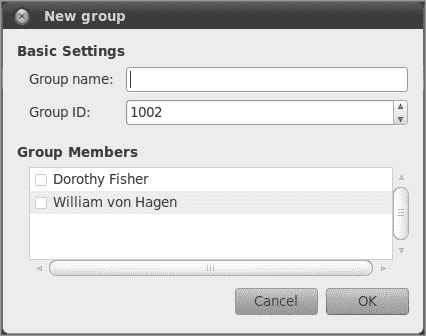 New group
Basic Settings
Group name:
Group ID: 1002
Group Members
Dorothy Fisher
William von Hagen
Cancel OK